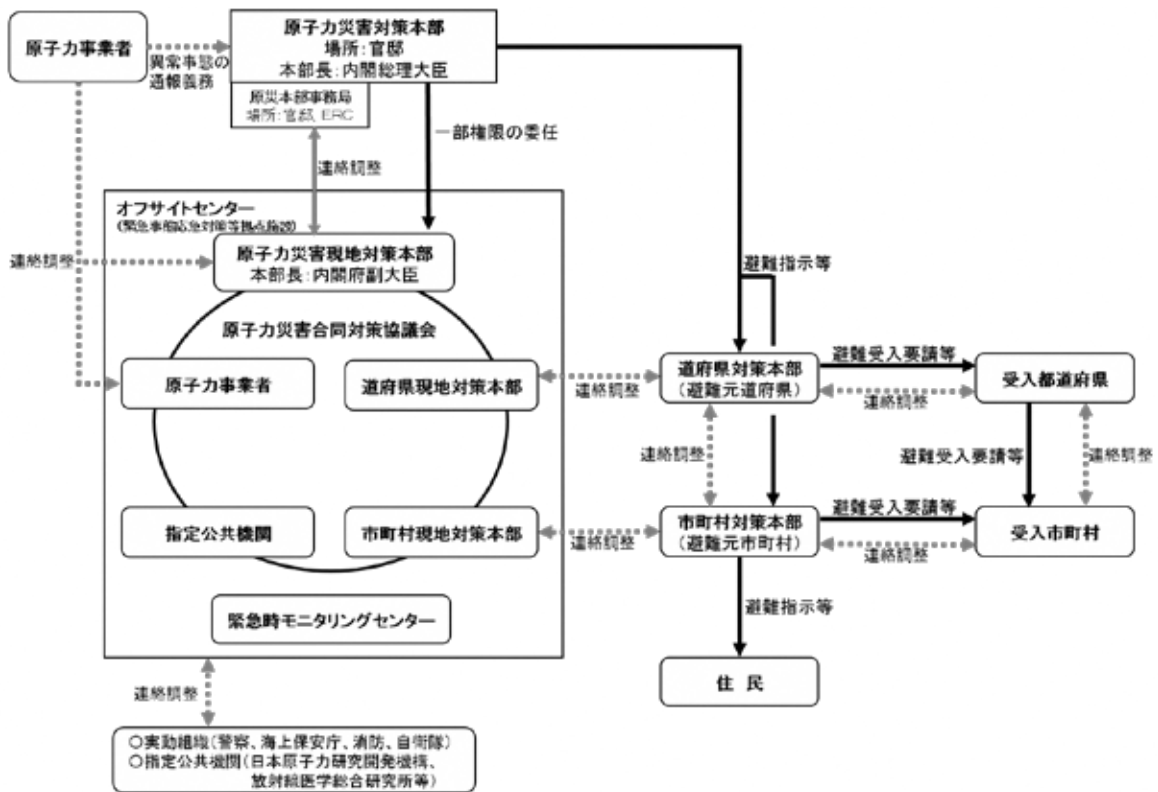 原子力事業者
異常事態の
通報義務
原子力災害対策本部
場所:官邸
本部長:内閣総理大臣
原災本部事務局
場所:官邸、ERC
一部権限の委任
連絡調整
オフサイトセンター
(緊急事態応急対策等拠点施設)
原子力災害現地対策本部
本部長:内閣府副大臣
連絡調整
避難指示等
原子力災害合同対策協議会
原子力事業者
道府県現地対策本部
連絡調整
道府県対策本部
(避難元道府県)
避難受入要請等
連絡調整
受入都道府県
連絡調整
避難受入要請等
連絡調整
指定公共機関
市町村現地対策本部
連絡調整
市町村対策本部
(避難元市町村)
避難受入要請等
連絡調整
受入市町村
緊急時モニタリングセンター
避難指示等
住 民
連絡調整
○実動組織(警察、海上保安庁、消防、自衛隊)
○指定公共機関(日本原子力研究開発機構、
放射線医学総合研究所等)